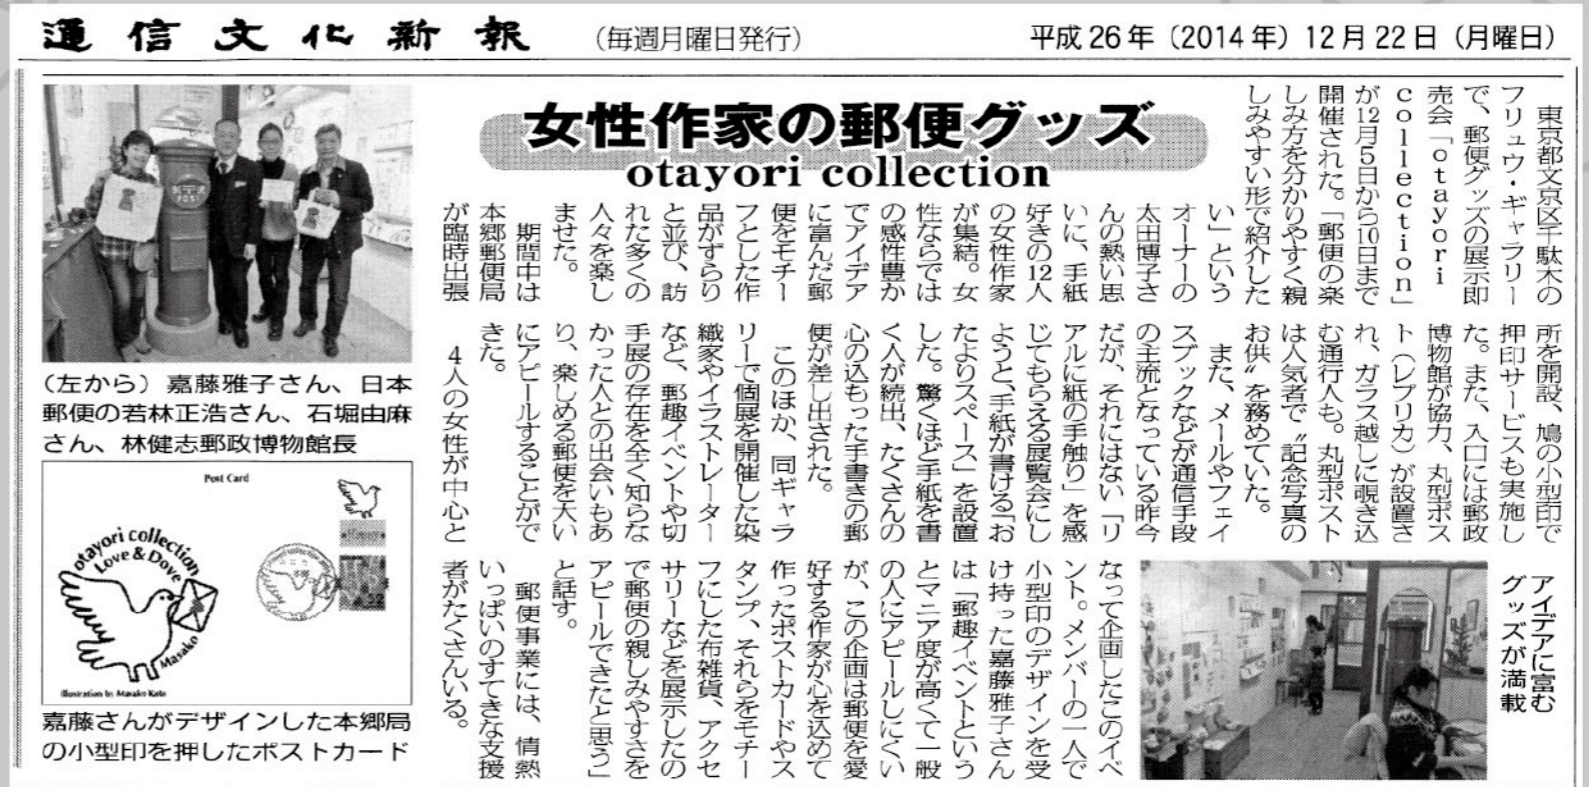 通信文化新報
（毎週月曜日発行）
平成26年（2014年）12月22日（月曜日）
女性作家の郵便グッズ
otayori collection
東京都文京区千駄木の
フリュウ・ギャラリー
で、郵便グッズの展示即
売会「otayori
collection」
が12月5日から10日まで
開催された。「郵便の楽
しみ方を分かりやすく親
しみやすい形で紹介した
い」という
オーナーの
太田博子さ
んの熱い思
いに、手紙
好きの12人
の女性作家
が集結。女
性ならでは
の感性豊か
でアイデア
に富んだ郵
便をモチー
フとした作
品がずらり
と並び、訪
れた多くの
人々を楽し
ませた。
期間中は
本郷郵便局
が臨時出張
所を開設、鳩の小型印で
押印サービスも実施し
た。また、入口には郵政
博物館が協力、丸型ポス
ト（レプリカ）が設置さ
れ、ガラス越しに覗き込
む通行人も。丸型ポスト
は人気者で〝記念写真の
お供〟を務めていた。
また、メールやフェイ
スブックなどが通信手段
の主流となっている昨今
だが、それにはない「リ
アルに紙の手触り」を感
じてもらえる展覧会にし
ようと、手紙が書ける「お
たよりスペース」を設置
した。驚くほど手紙を書
く人が続出、たくさんの
心の込もった手書きの郵
便が差し出された。
このほか、同ギャラ
リーで個展を開催した染
織家やイラストレーター
など、郵趣イベントや切
手展の存在を全く知らな
かった人との出会いもあ
り、楽しめる郵便を大い
にアピールすることがで
きた。
4人の女性が中心と
なって企画したこのイベ
ント。メンバーの一人で
小型印のデザインを受
け持った嘉藤雅子さん
は「郵趣イベントという
とマニア度が高くて一般
の人にアピールしにくい
が、この企画は郵便を愛
好する作家が心を込めて
作ったポストカードやス
タンプ、それらをモチー
フにした布雑貨、アクセ
サリーなどを展示したの
で郵便の親しみやすさを
アピールできたと思う」
と話す。
郵便事業には、情熱
いっぱいのすてきな支援
者がたくさんいる。
アイデアに富む
グッズが満載
（左から）嘉藤雅子さん、日本
郵便の若林正浩さん、石堀由麻
さん、林健志郵政博物館長
Post Card
otayori collection
Love & Dove
Masako
Illustration by Masako Kato
嘉藤さんがデザインした本郷局
の小型印を押したポストカード